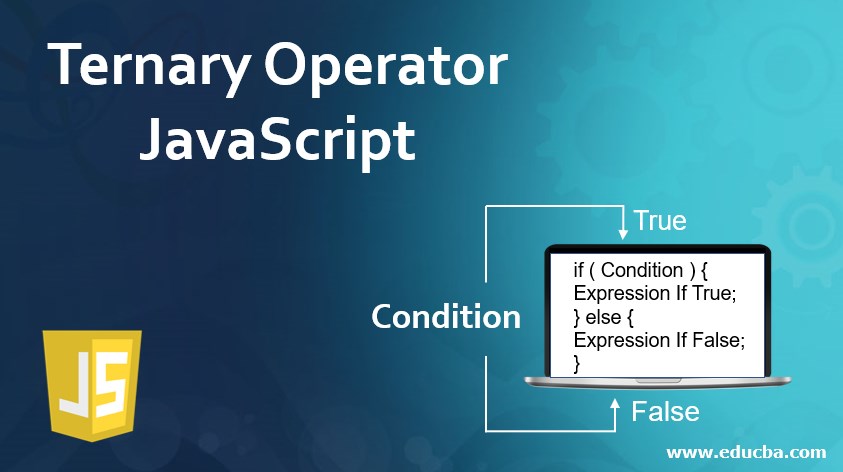 Ternary Operator
JavaScript
True
if ( Condition ) {
Expression If True;
} else {
Expression If False;
}
Condition
False
JS
www.educba.com